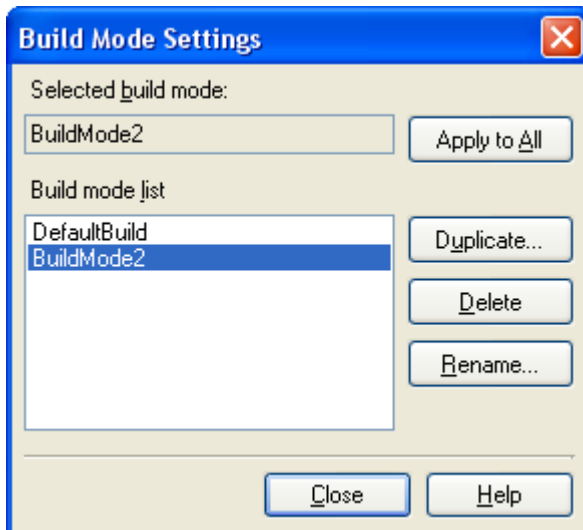 Build Mode Settings
Selected build mode:
BuildMode2
Apply to All
Build mode list
DefaultBuild
BuildMode2
Duplicate...
Delete
Rename...
Close
Help